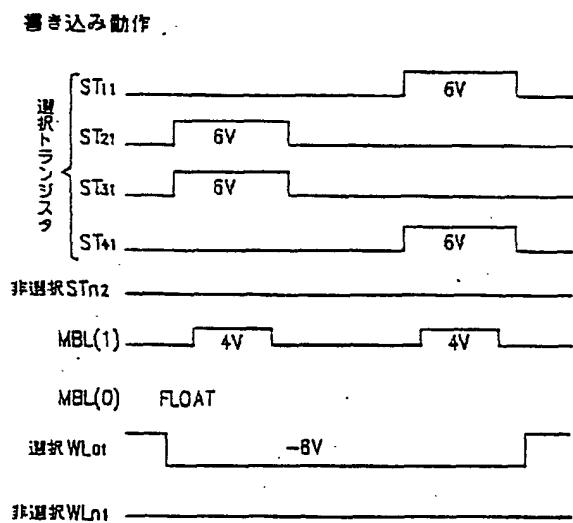 書き込み動作
選択トランジスタ
ST11
6V
ST21
6V
ST31
6V
ST41
6V
非選択STn2
MBL(1)
4V
4V
MBL(0)
FLOAT
選択WL01
-8V
非選択WLn1